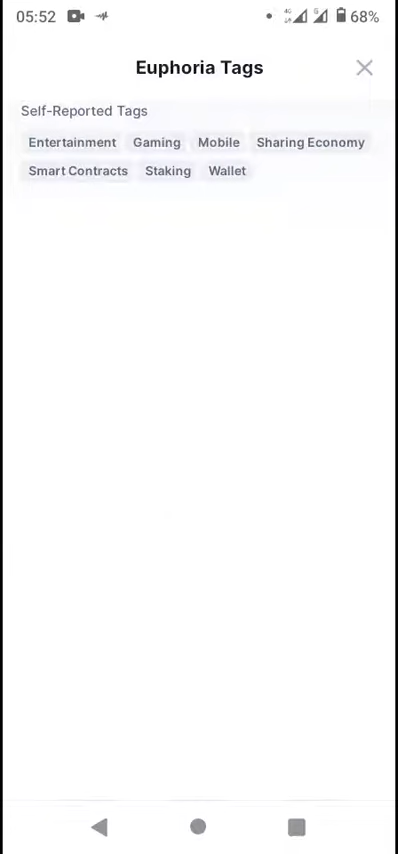 05:52 68%
Euphoria Tags
Self-Reported Tags
Entertainment Gaming Mobile Sharing Economy
Smart Contracts Staking Wallet